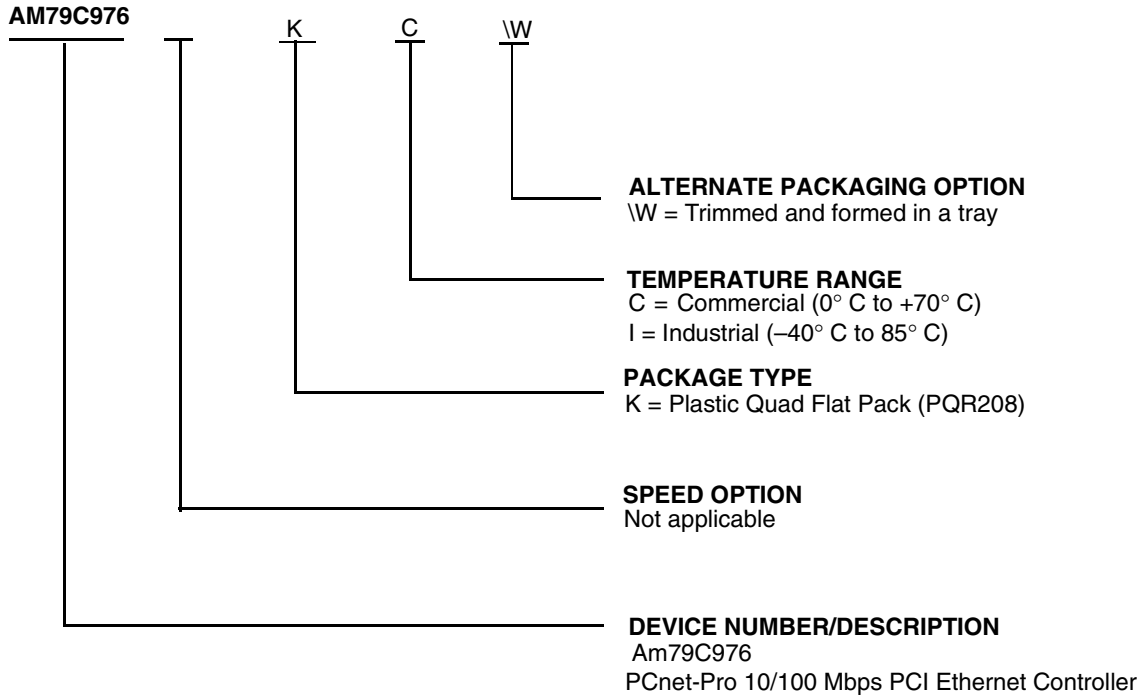 AM79C976 K C \W
ALTERNATE PACKAGING OPTION
\W = Trimmed and formed in a tray
TEMPERATURE RANGE
C = Commercial (0° C to +70° C)
I = Industrial (–40° C to 85° C)
PACKAGE TYPE
K = Plastic Quad Flat Pack (PQR208)
SPEED OPTION
Not applicable
DEVICE NUMBER/DESCRIPTION
Am79C976
PCnet-Pro 10/100 Mbps PCI Ethernet Controller